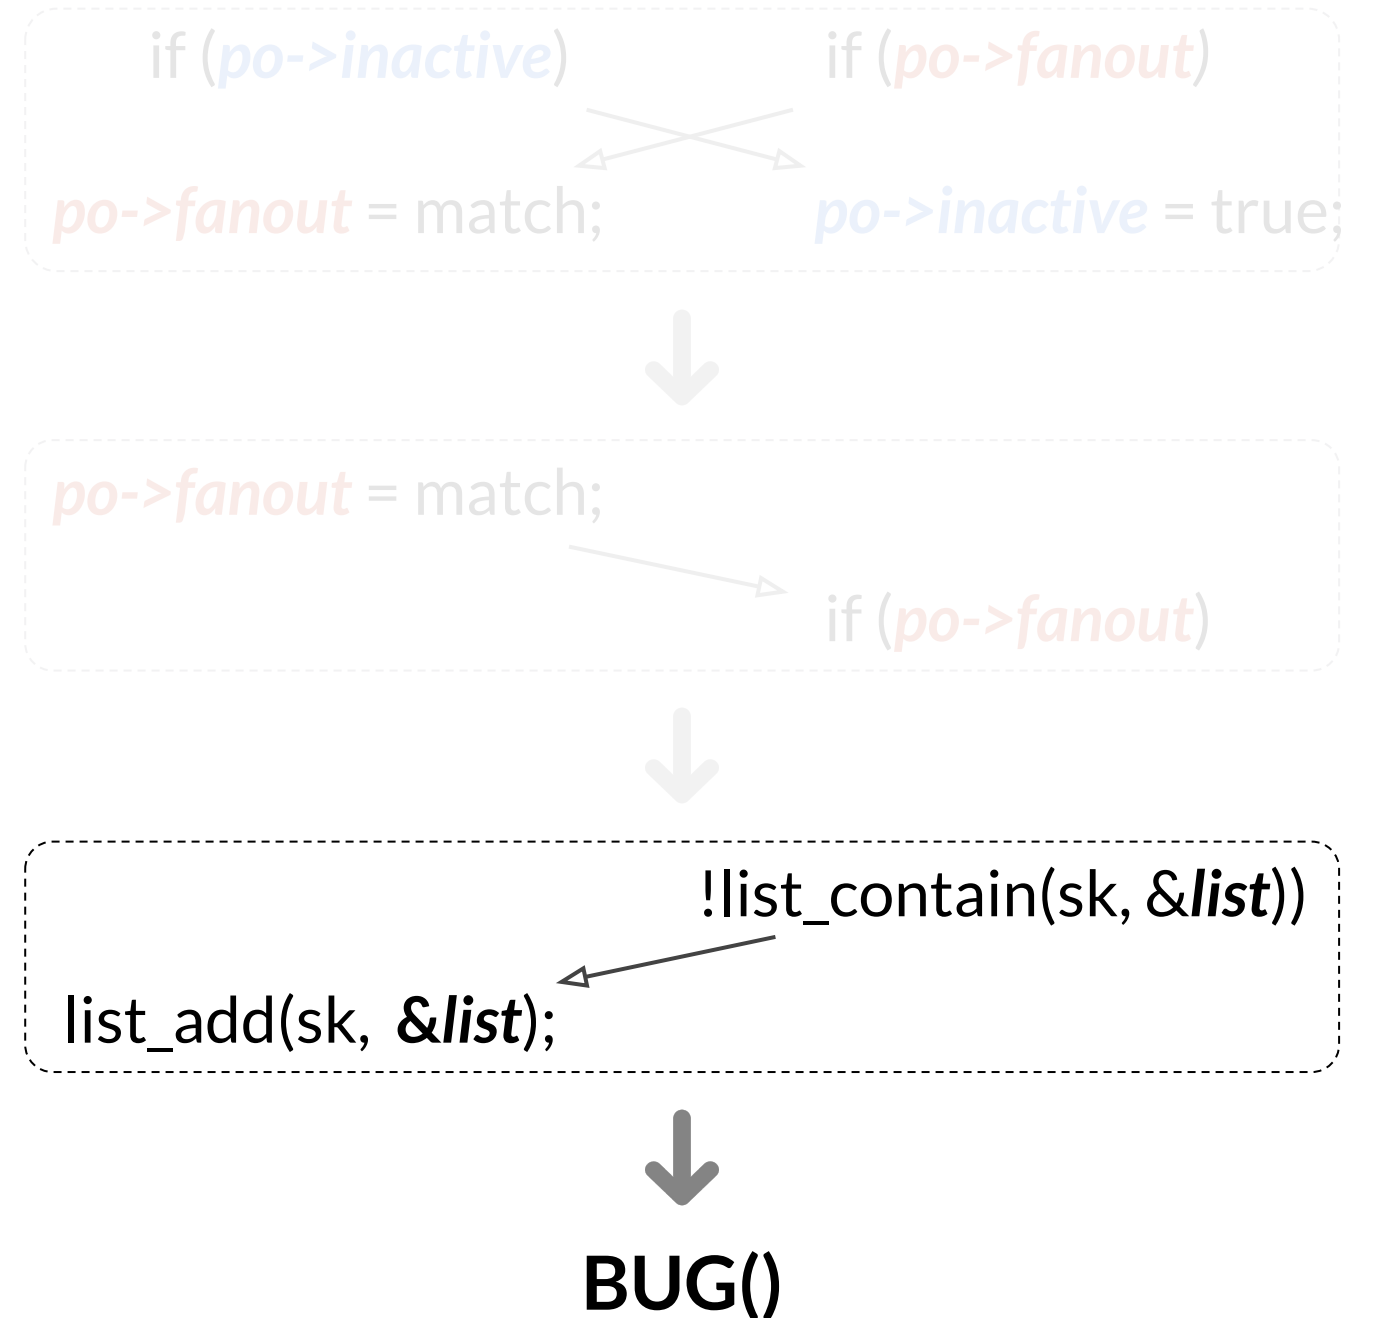 if (po->inactive) if (po->fanout)
po->fanout = match; po->inactive = true;
po->fanout = match;
if (po->fanout)
!list_contain(sk, &list))
list_add(sk, &list);
BUG()